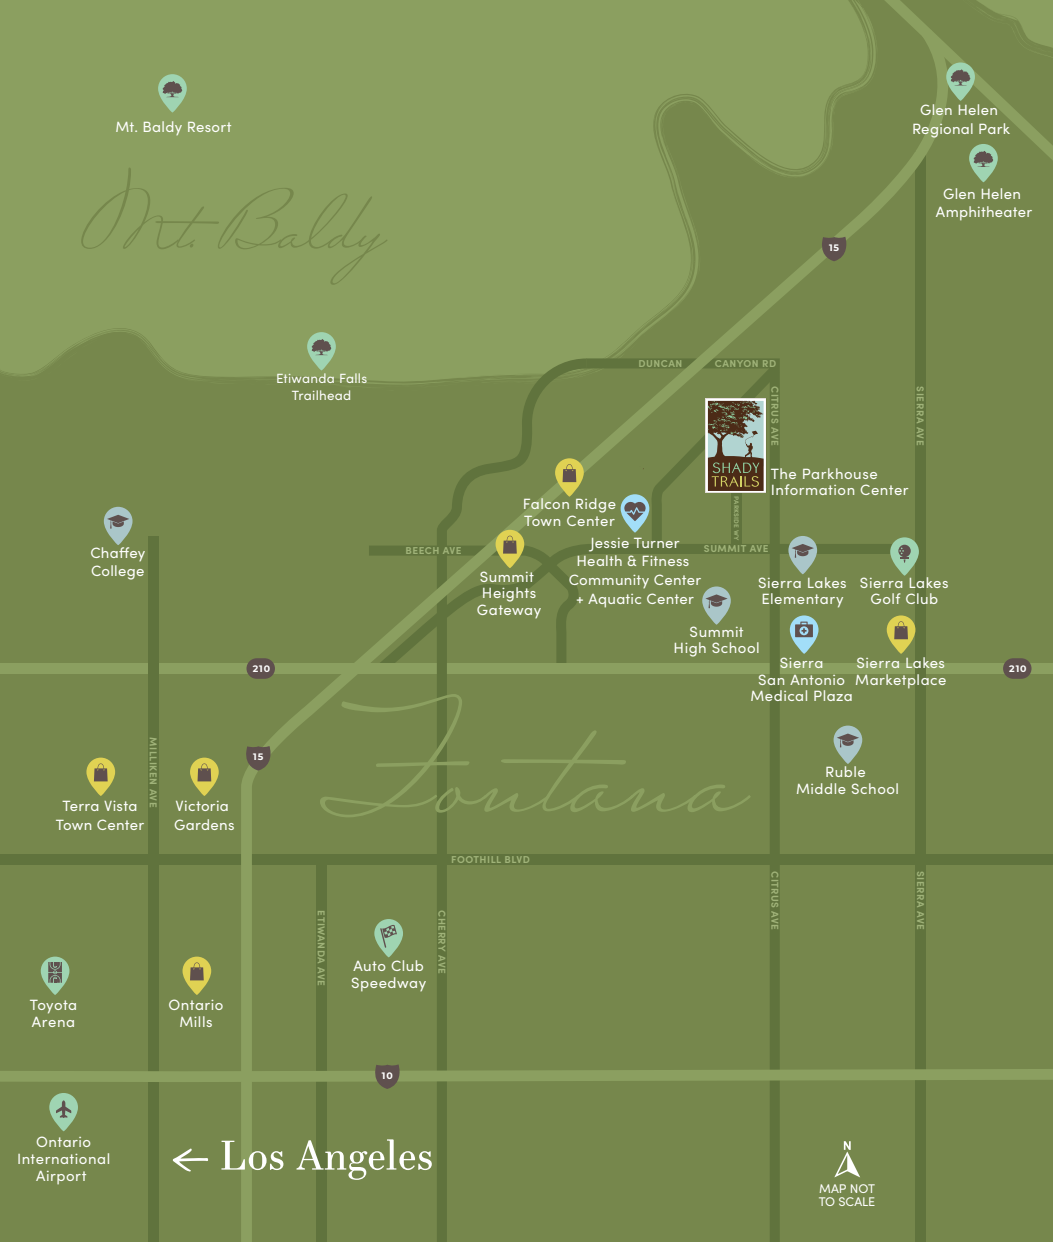 Glen Helen
Regional Park
Mt. Baldy Resort
Glen Helen
Amphitheater
Mt. Baldy
15
DUNCAN CANYON RD
Etiwanda Falls
Trailhead
CITRUS AVE
SIERRA AVE
SHADY
TRAILS
The Parkhouse
Information Center
Falcon Ridge
Town Center
PARKSIDE WY
Chaffey
College
BEECH AVE
Jessie Turner
Health & Fitness
Community Center
+ Aquatic Center
SUMMIT AVE
Summit
Heights
Gateway
Sierra Lakes
Elementary
Sierra Lakes
Golf Club
Summit
High School
210
Sierra
San Antonio
Medical Plaza
Sierra Lakes
Marketplace
210
Fontana
15
MILLIKEN AVE
Ruble
Middle School
Terra Vista
Town Center
Victoria
Gardens
FOOTHILL BLVD
ETIWANDA AVE
CHERRY AVE
CITRUS AVE
SIERRA AVE
Auto Club
Speedway
Toyota
Arena
Ontario
Mills
10
Ontario
International
Airport
Los Angeles
N
MAP NOT
TO SCALE